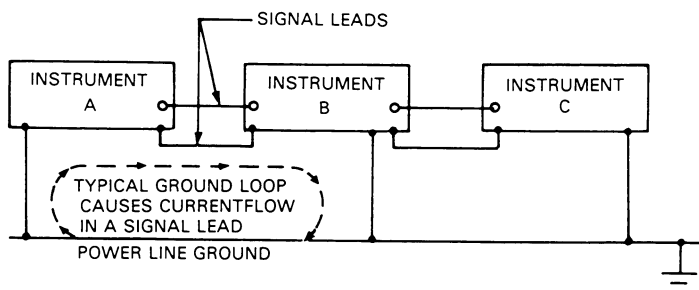 SIGNAL LEADS
INSTRUMENT
A
INSTRUMENT
B
INSTRUMENT
C
TYPICAL GROUND LOOP
CAUSES CURRENTFLOW
IN A SIGNAL LEAD
POWER LINE GROUND